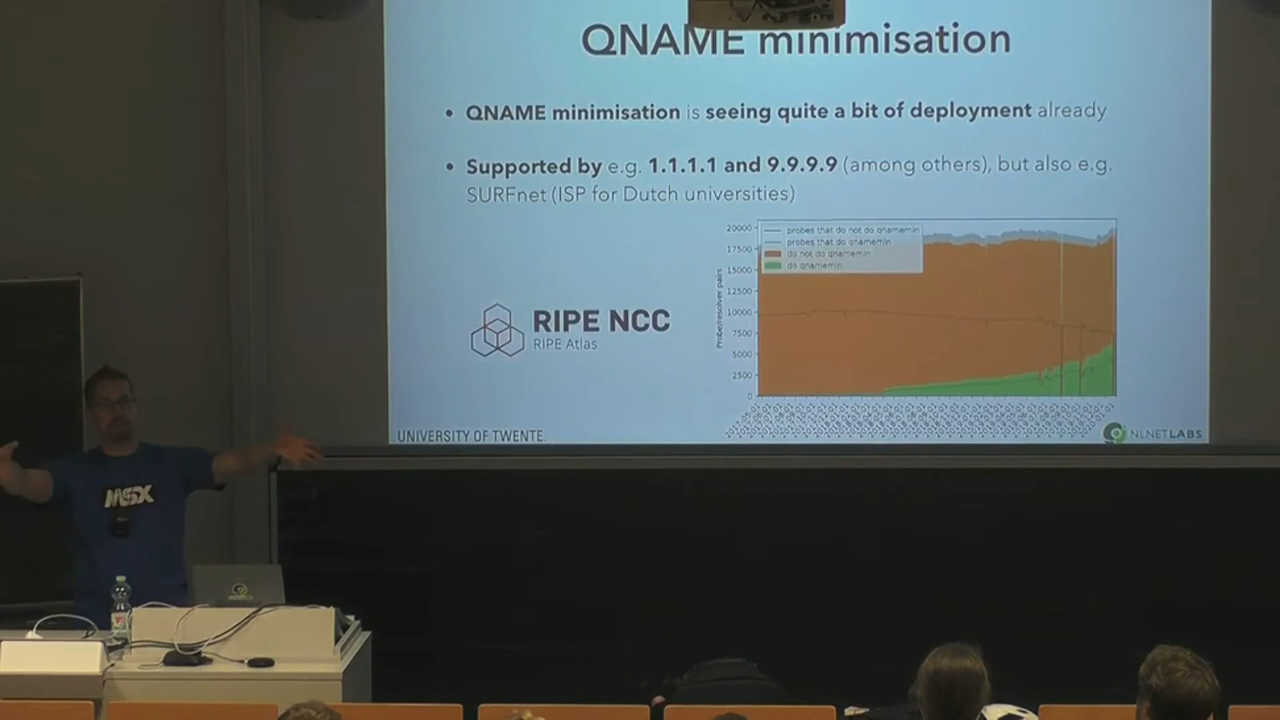 QNAME minimisation
• QNAME minimisation is seeing quite a bit of deployment already
• Supported by e.g. 1.1.1.1 and 9.9.9.9 (among others), but also e.g.
SURFnet (ISP for Dutch universities)
probes that do not do qnamemin
probes that do qnamemin
do not do qnamemin
do qnamemin
20000
17500
15000
12500
10000
7500
5000
2500
0
Probe/resolver pairs
RIPE NCC
RIPE Atlas
UNIVERSITY OF TWENTE.
NLNETLABS
MSX